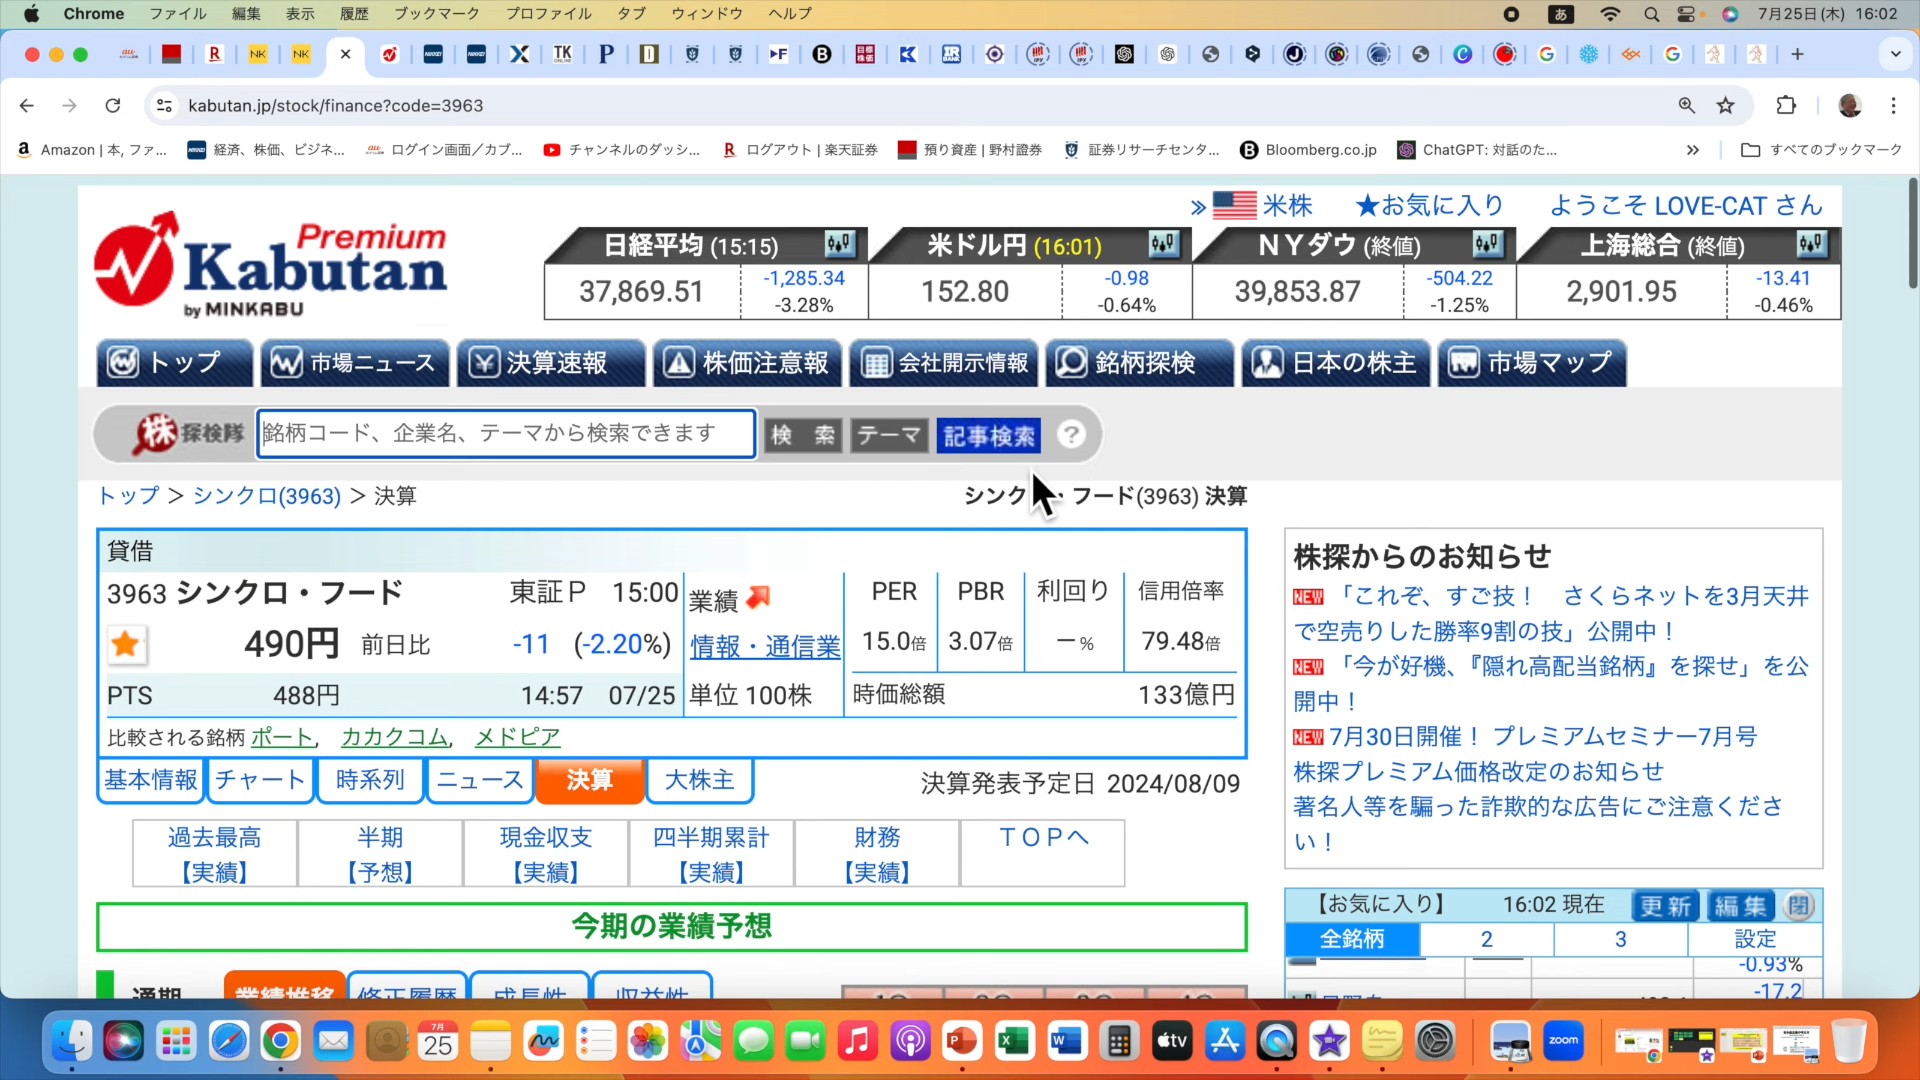 Chrome ファイル 編集 表示 履歴 ブックマーク プロファイル タブ ウィンドウ ヘルプ
あ 7月25日(木) 16:02
kabutan.jp/stock/finance?code=3963
Amazon | 本, ファ... 経済、株価、ビジネ... ログイン画面／カブ... チャンネルのダッシ... ログアウト | 楽天証券 預り資産 | 野村證券 証券リサーチセンタ... Bloomberg.co.jp ChatGPT: 対話のた... すべてのブックマーク
米株 ★お気に入り ようこそ LOVE-CAT さん
Premium
Kabutan
by MINKABU
日経平均 (15:15) 米ドル円 (16:01) ＮＹダウ (終値) 上海総合 (終値)
37,869.51 -1,285.34 -3.28% 152.80 -0.98 -0.64% 39,853.87 -504.22 -1.25% 2,901.95 -13.41 -0.46%
トップ 市場ニュース 決算速報 株価注意報 会社開示情報 銘柄探検 日本の株主 市場マップ
株 探検隊 銘柄コード、企業名、テーマから検索できます 検 索 テーマ 記事検索 ?
トップ > シンクロ(3963) > 決算
シンク フード(3963) 決算
貸借
3963 シンクロ・フード 東証Ｐ 15:00
490円 前日比 -11 (-2.20%)
PTS 488円 14:57 07/25
業績
情報・通信業
単位 100株
PER PBR 利回り 信用倍率
15.0倍 3.07倍 －% 79.48倍
時価総額 133億円
比較される銘柄 ポート, カカクコム, メドピア
基本情報 チャート 時系列 ニュース 決算 大株主
決算発表予定日 2024/08/09
過去最高【実績】 半期【予想】 現金収支【実績】 四半期累計【実績】 財務【実績】 ＴＯＰへ
今期の業績予想
通期 業績推移 修正履歴 成長性 収益性
株探からのお知らせ
NEW 「これぞ、すご技！ さくらネットを3月天井
で空売りした勝率9割の技」公開中！
NEW 「今が好機、『隠れ高配当銘柄』を探せ」を公
開中！
NEW 7月30日開催！ プレミアムセミナー7月号
株探プレミアム価格改定のお知らせ
著名人等を騙った詐欺的な広告にご注意くださ
い！
【お気に入り】 16:02 現在 更新 編集 閉
全銘柄 2 3 設定
-0.93%
-17.2
7月
25
tv
zoom